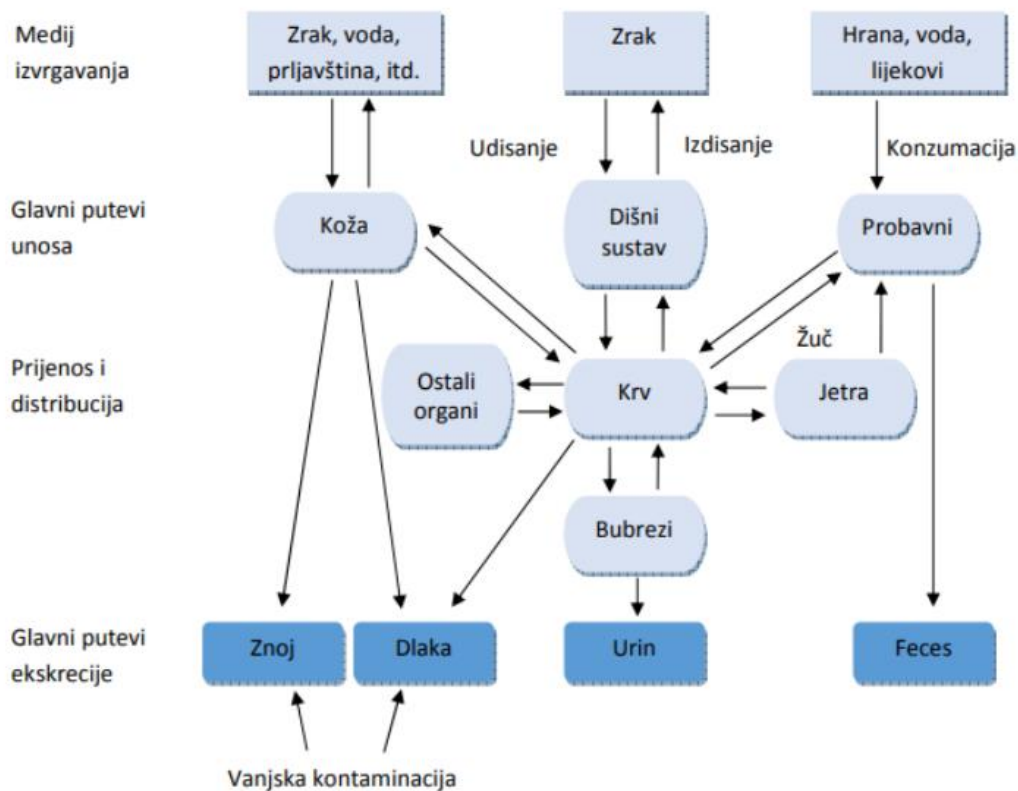 Medij
izvrgavanja
Zrak, voda,
prljavština, itd.
Zrak
Hrana, voda,
lijekovi
Udisanje
Izdisanje
Konzumacija
Glavni putevi
unosa
Koža
Dišni
sustav
Probavni
Prijenos i
distribucija
Ostali
organi
Krv
Žuč
Jetra
Bubrezi
Glavni putevi
ekskrecije
Znoj
Dlaka
Urin
Feces
Vanjska kontaminacija